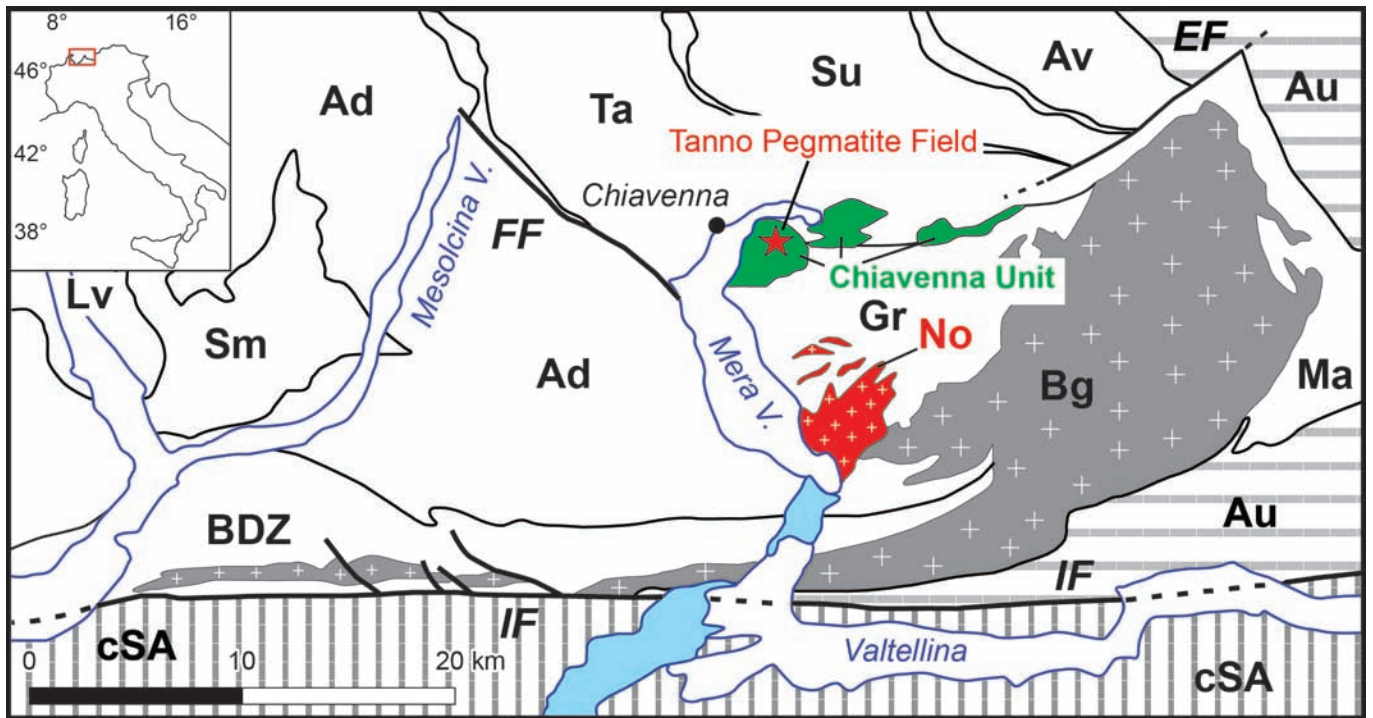 8° 16°
46°
42°
38°
EF
Av
Su
Au
Ad
Ta
Tanno Pegmatite Field
Chiavenna
Mesolcina V.
FF
Chiavenna Unit
Lv
Gr
No
Sm
Ad
Mera V.
Bg
Ma
BDZ
Au
IF
IF
cSA
Valtellina
0 10 20 km
cSA